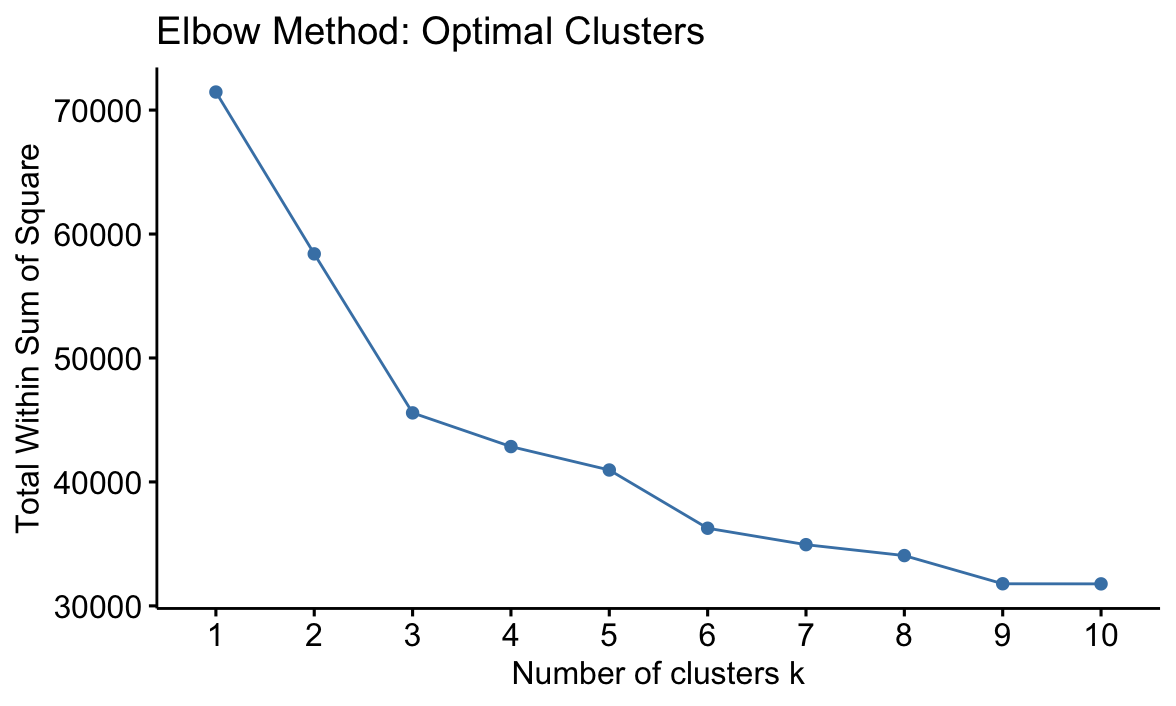 Elbow Method: Optimal Clusters
Total Within Sum of Square
70000
60000
50000
40000
30000
1 2 3 4 5 6 7 8 9 10
Number of clusters k